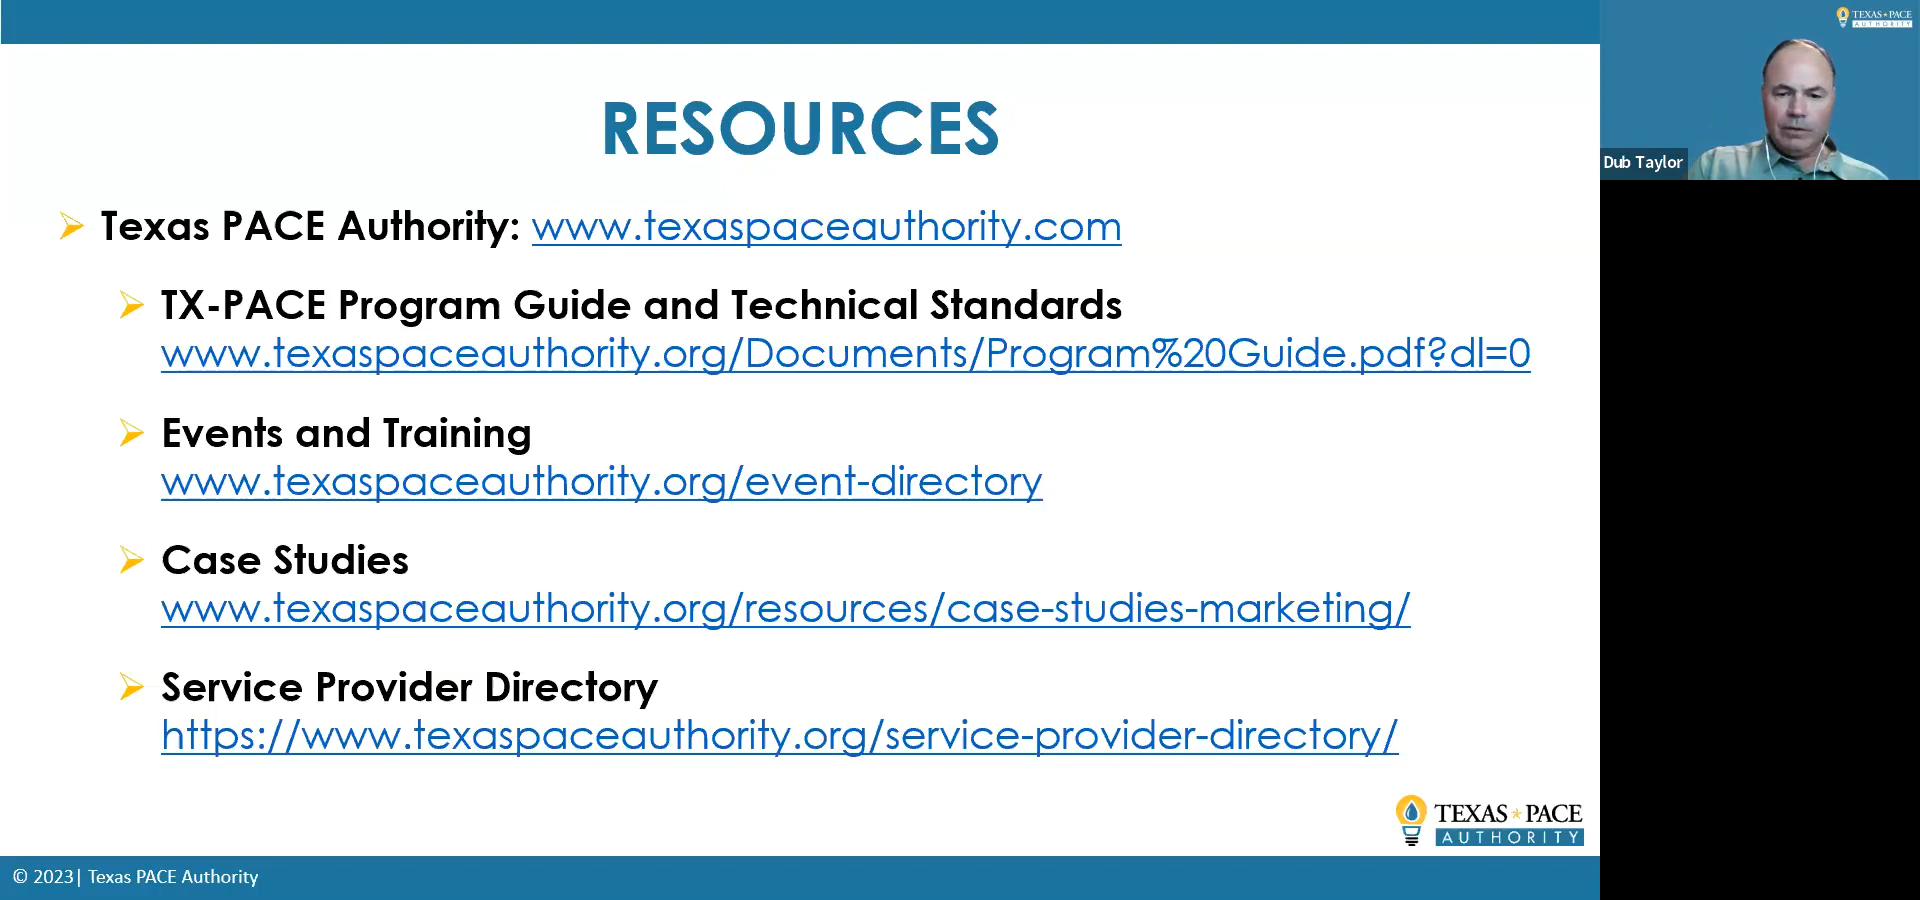 RESOURCES
Texas PACE Authority: www.texaspaceauthority.com
TX-PACE Program Guide and Technical Standards
www.texaspaceauthority.org/Documents/Program%20Guide.pdf?dl=0
Events and Training
www.texaspaceauthority.org/event-directory
Case Studies
www.texaspaceauthority.org/resources/case-studies-marketing/
Service Provider Directory
https://www.texaspaceauthority.org/service-provider-directory/
TEXAS*PACE
AUTHORITY
© 2023| Texas PACE Authority
TEXAS*PACE
AUTHORITY
Dub Taylor